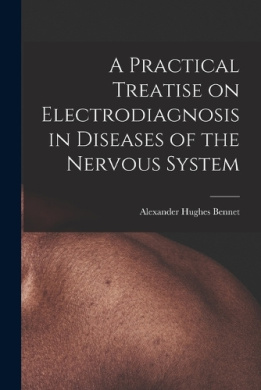 A Practical
Treatise on
Electrodiagnosis
in Diseases of the
Nervous System
Alexander Hughes Bennet